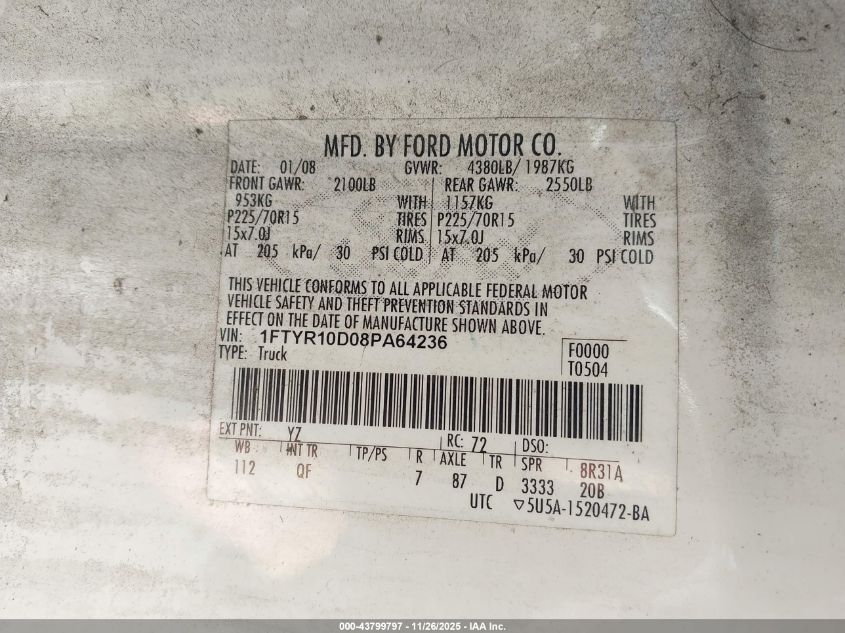 MFD. BY FORD MOTOR CO.
DATE: 01/08 GVWR: 4380LB/ 1987KG
FRONT GAWR: 2100LB REAR GAWR: 2550LB
953KG WITH 1157KG WITH
P225/70R15 TIRES P225/70R15 TIRES
15x7.0J RIMS 15x7.0J RIMS
AT 205 kPa/ 30 PSI COLD AT 205 kPa/ 30 PSI COLD
THIS VEHICLE CONFORMS TO ALL APPLICABLE FEDERAL MOTOR
VEHICLE SAFETY AND THEFT PREVENTION STANDARDS IN
EFFECT ON THE DATE OF MANUFACTURE SHOWN ABOVE.
VIN: 1FTYR10D08PA64236
TYPE: Truck
F0000
T0504
EXT PNT: YZ RC: 72 DSO:
WB INT TR TP/PS R AXLE TR SPR 8R31A
112 QF 7 87 D 3333 20B
UTC ▽5U5A-1520472-BA
000-43799797 - 11/26/2025 - IAA Inc.